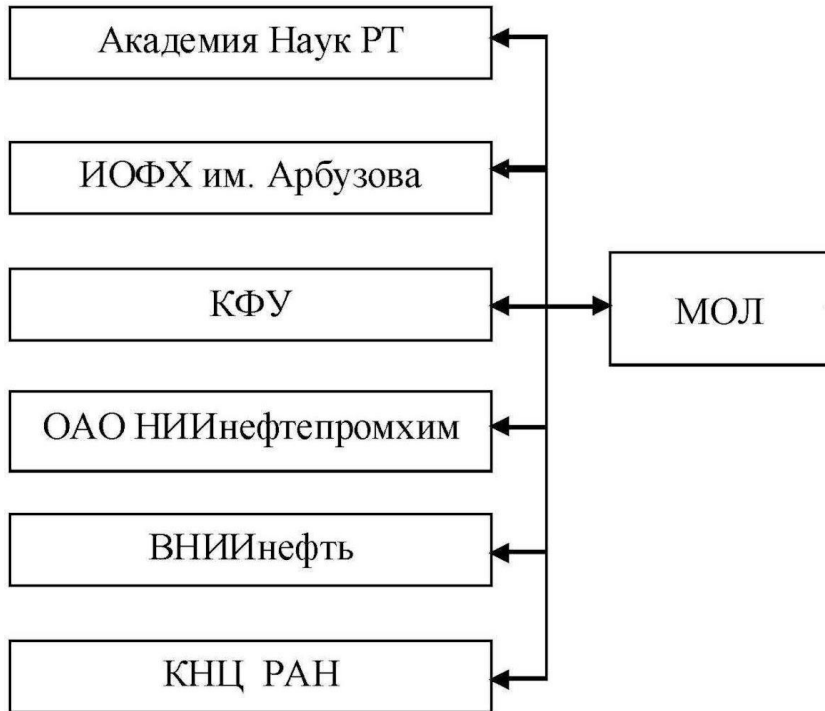 Академия Наук РТ
ИОФХ им. Арбузова
КФУ
МОЛ
ОАО НИИнефтепромхим
ВНИИнефть
КНЦ РАН